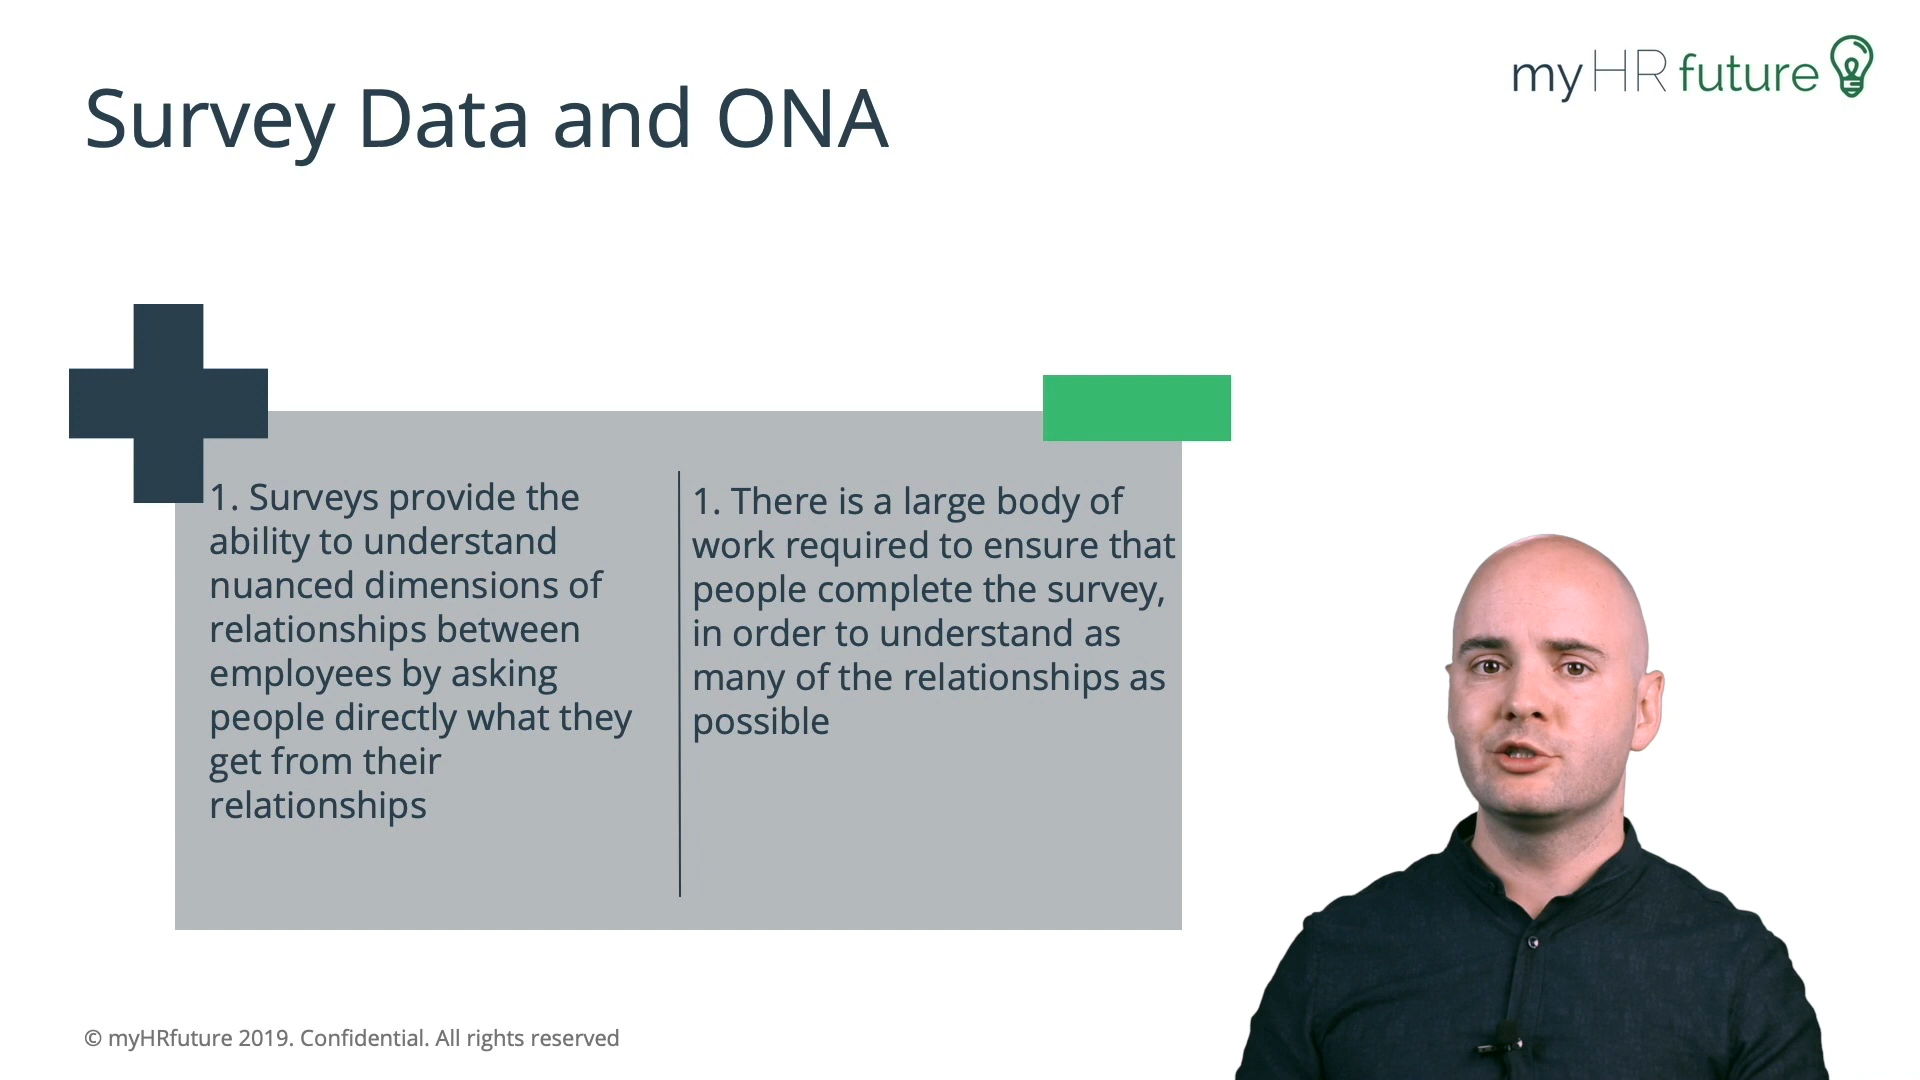 my HR future
Survey Data and ONA
1. Surveys provide the
ability to understand
nuanced dimensions of
relationships between
employees by asking
people directly what they
get from their
relationships
1. There is a large body of
work required to ensure that
people complete the survey,
in order to understand as
many of the relationships as
possible
© myHRfuture 2019. Confidential. All rights reserved